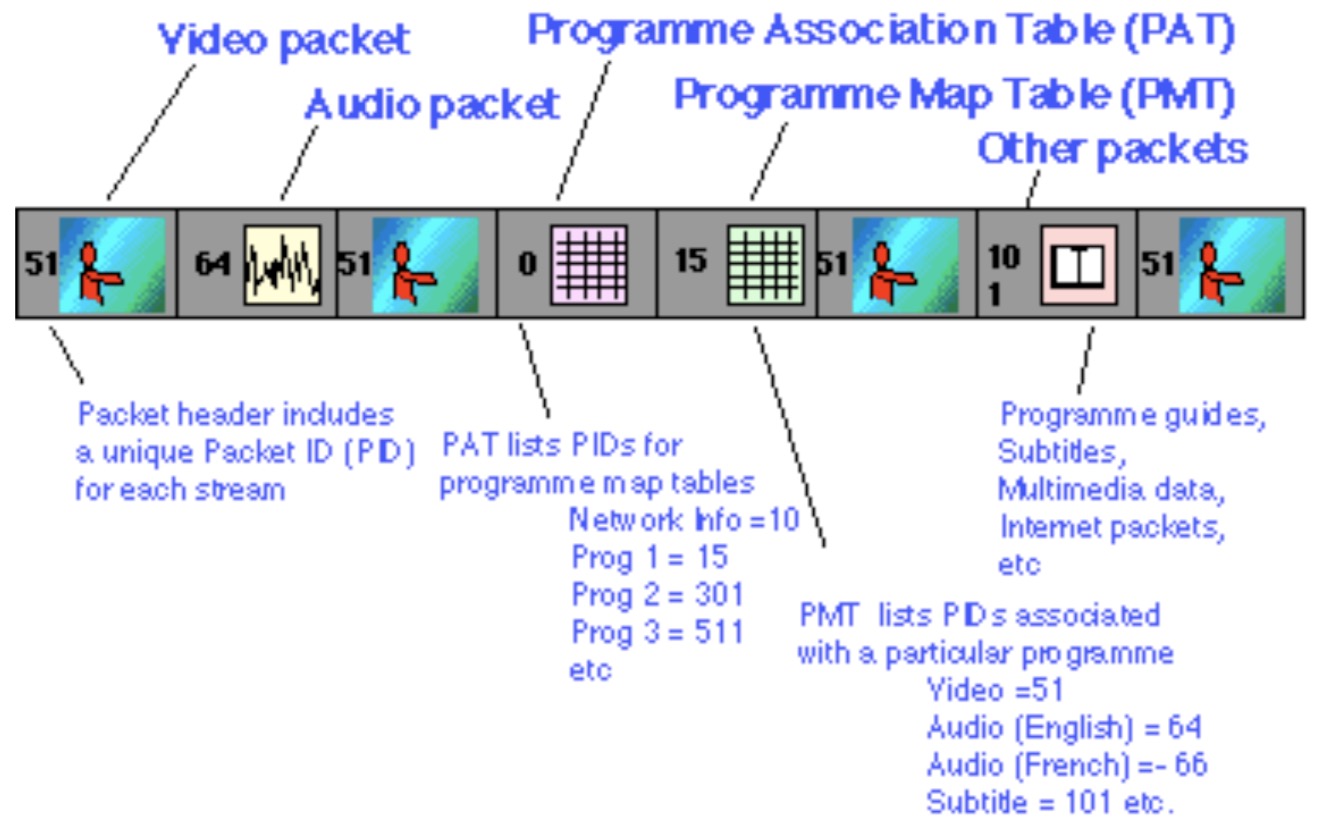 Video packet
Programme Association Table (PAT)
Audio packet
Programme Map Table (PMT)
Other packets
51
64
51
0
15
51
10
1
51
Packet header includes
a unique Packet ID (PID)
for each stream
PAT lists PIDs for
programme map tables
Network Info =10
Prog 1 = 15
Prog 2 = 301
Prog 3 = 511
etc
PMT lists PIDs associated
with a particular programme
Video =51
Audio (English) = 64
Audio (French) =- 66
Subtitle = 101 etc.
Programme guides,
Subtitles,
Multimedia data,
Internet packets,
etc